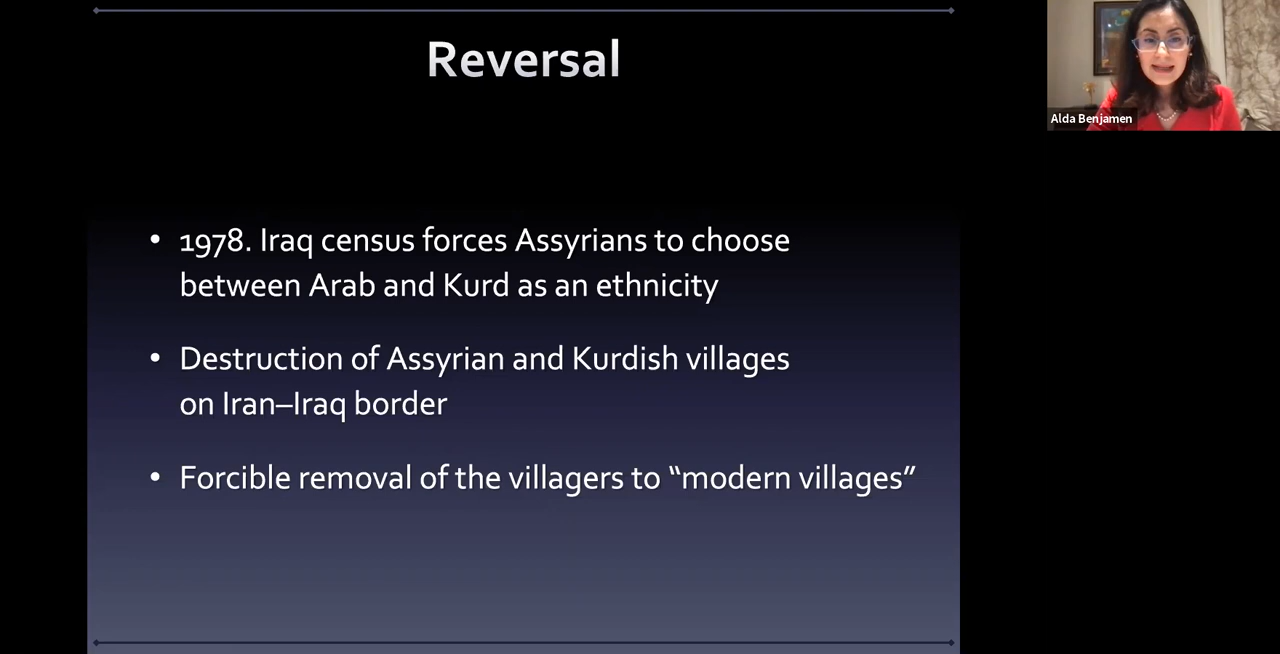 Reversal
Alda Benjamen
• 1978. Iraq census forces Assyrians to choose
between Arab and Kurd as an ethnicity
• Destruction of Assyrian and Kurdish villages
on Iran–Iraq border
• Forcible removal of the villagers to “modern villages”